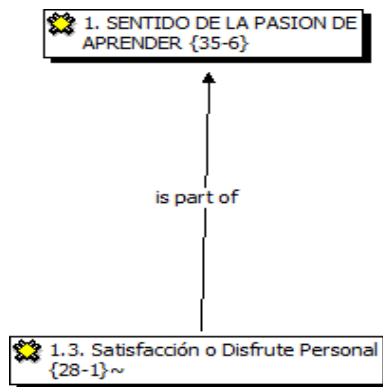 1. SENTIDO DE LA PASION DE
APRENDER {35-6}
is part of
1.3. Satisfacción o Disfrute Personal
{28-1}~